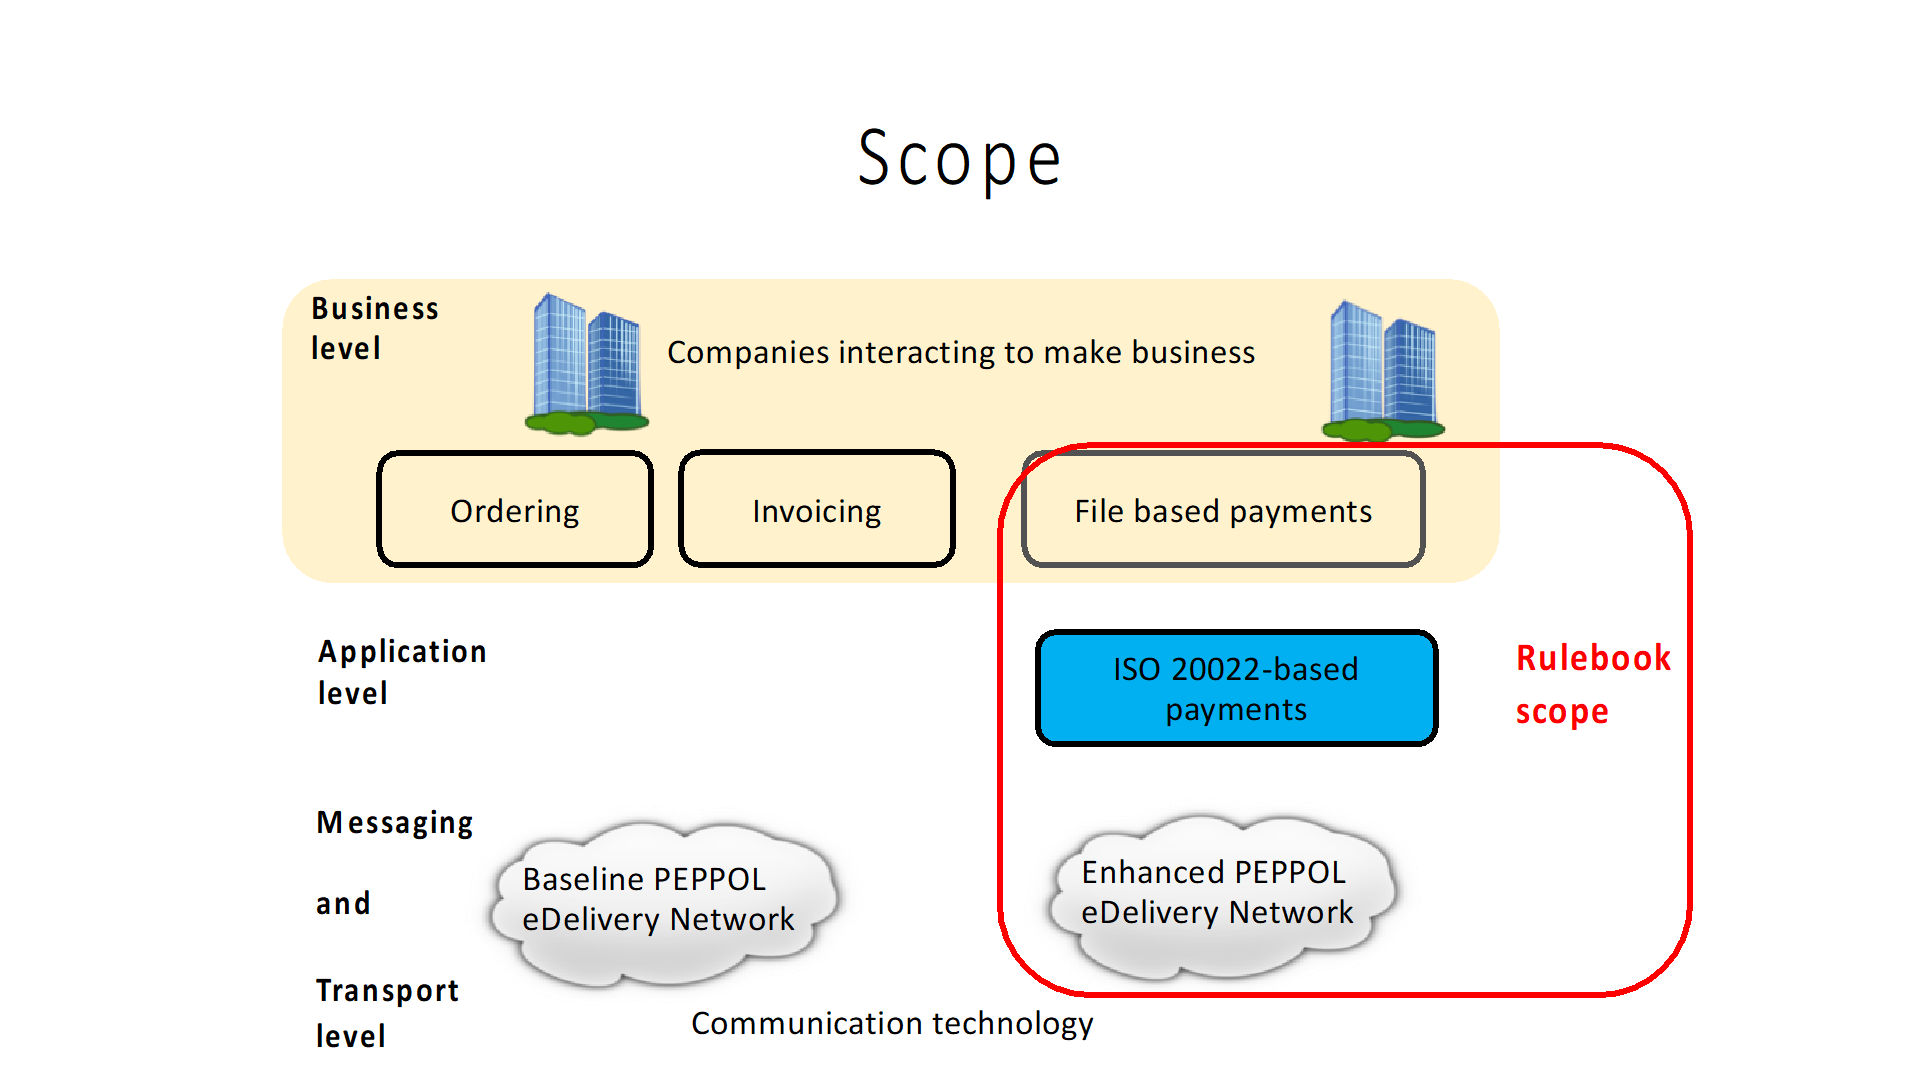 Scope
Business
level
Companies interacting to make business
Ordering
Invoicing
File based payments
Application
level
ISO 20022-based
payments
Rulebook
scope
Messaging
and
Transport
level
Baseline PEPPOL
eDelivery Network
Enhanced PEPPOL
eDelivery Network
Communication technology